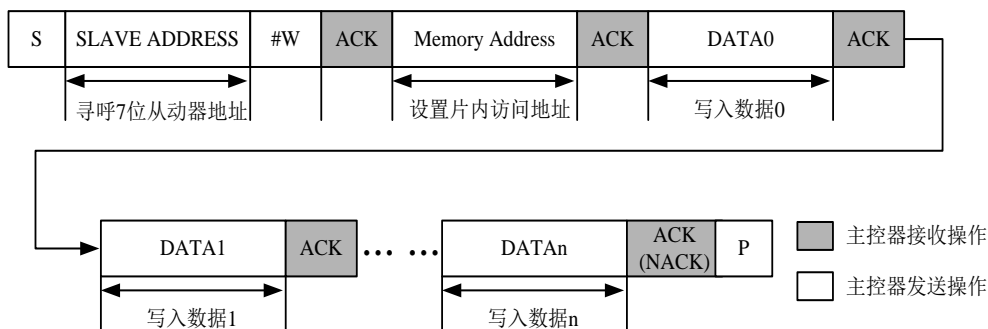 S SLAVE ADDRESS #W ACK Memory Address ACK DATA0 ACK
寻呼7位从动器地址 设置片内访问地址 写入数据0
DATA1 ACK ••• ••• DATAn ACK (NACK) P
写入数据1 写入数据n
主控器接收操作
主控器发送操作